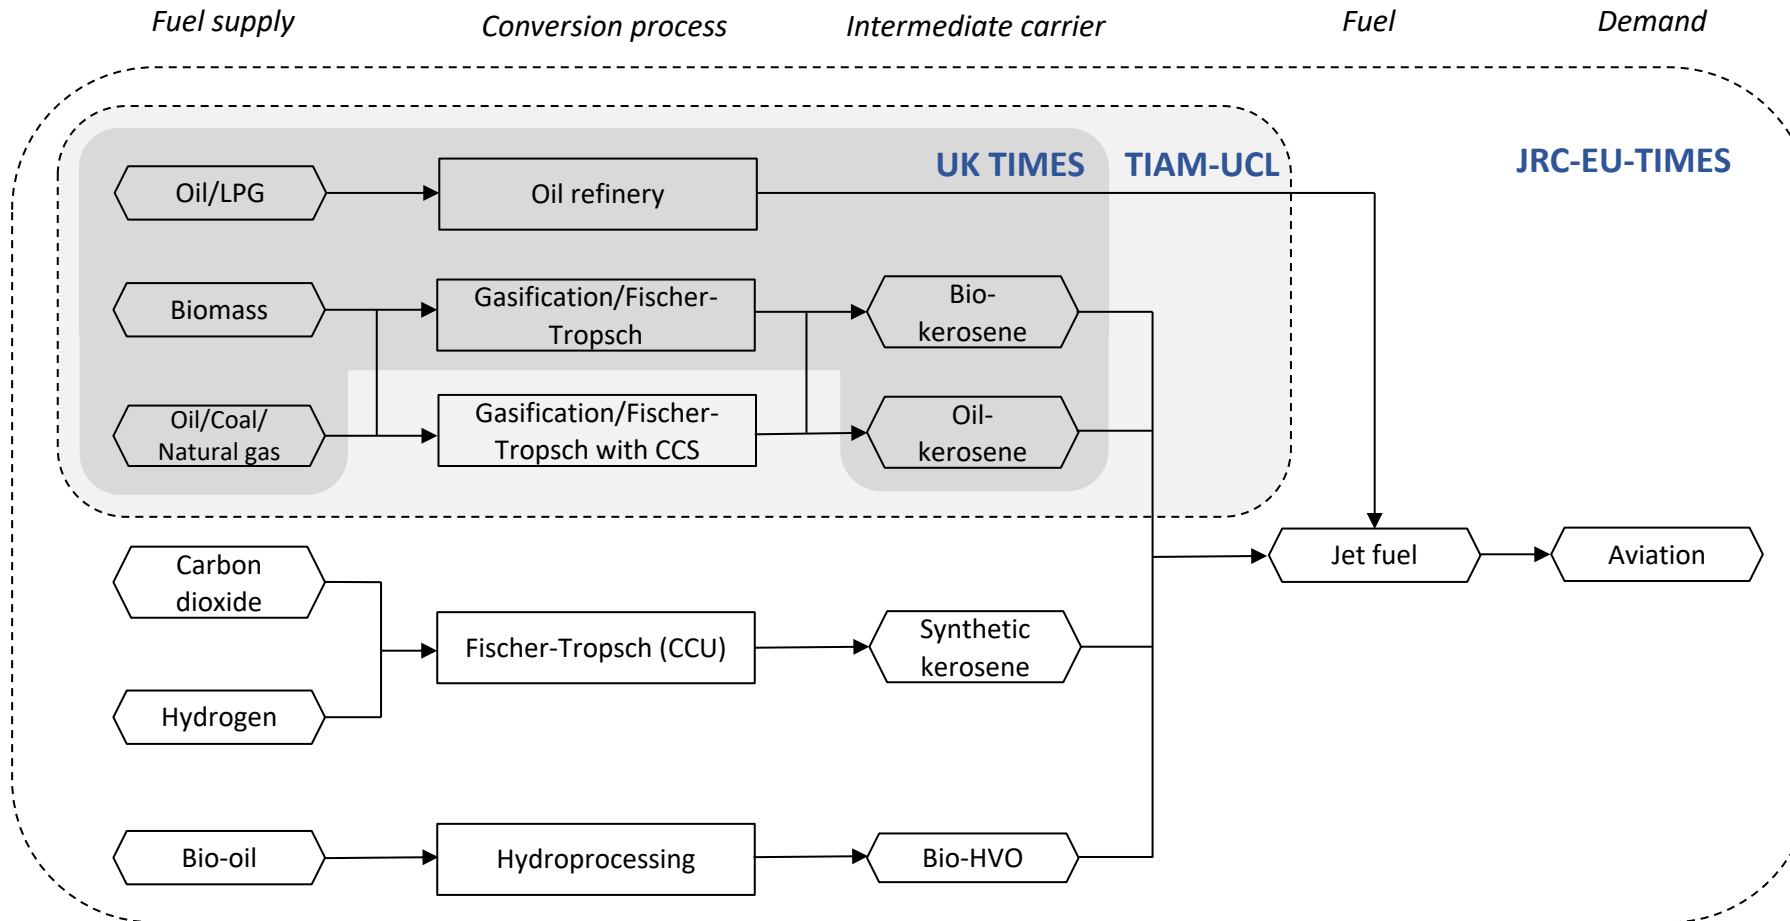 Fuel supply
Conversion process
Intermediate carrier
Fuel
Demand
UK TIMES
TIAM-UCL
JRC-EU-TIMES
Oil/LPG
Oil refinery
Biomass
Gasification/Fischer-
Tropsch
Bio-
kerosene
Oil/Coal/
Natural gas
Gasification/Fischer-
Tropsch with CCS
Oil-
kerosene
Carbon
dioxide
Jet fuel
Aviation
Fischer-Tropsch (CCU)
Synthetic
kerosene
Hydrogen
Bio-oil
Hydroprocessing
Bio-HVO